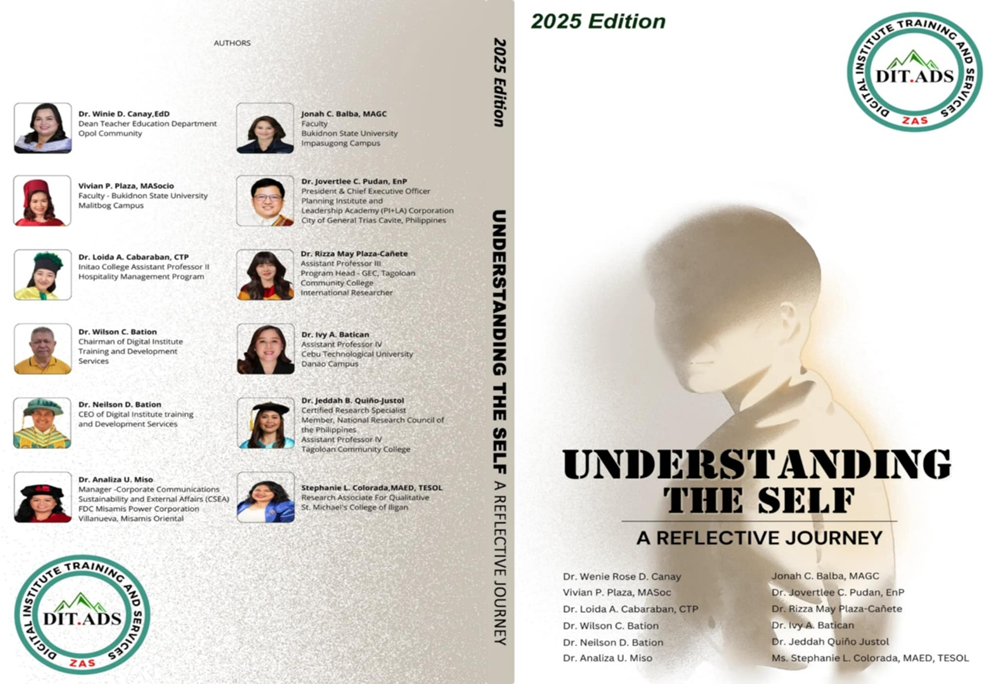 AUTHORS
Dr. Winie D. Canay,EdD
Dean Teacher Education Department
Opol Community
Vivian P. Plaza, MASocio
Faculty - Bukidnon State University
Malitbog Campus
Dr. Loida A. Cabaraban, CTP
Initao College Assistant Professor II
Hospitality Management Program
Dr. Wilson C. Bation
Chairman of Digital Institute
Training and Development
Services
Dr. Neilson D. Bation
CEO of Digital Institute training
and Development Services
Dr. Analiza U. Miso
Manager -Corporate Communications
Sustainability and External Affairs (CSEA)
FDC Misamis Power Corporation
Villanueva, Misamis Oriental
Jonah C. Balba, MAGC
Faculty
Bukidnon State University
Impasugong Campus
Dr. Jovertlee C. Pudan, EnP
President & Chief Executive Officer
Planning Institute and
Leadership Academy (PI+LA) Corporation
City of General Trias Cavite, Philippines
Dr. Rizza May Plaza-Cañete
Assistant Professor III
Program Head - GEC, Tagoloan
Community College
International Researcher
Dr. Ivy A. Batican
Assistant Professor IV
Cebu Technological University
Danao Campus
Dr. Jeddah B. Quiño-Justol
Certified Research Specialist
Member, National Research Council of
the Philippines
Assistant Professor IV
Tagoloan Community College
Stephanie L. Colorada,MAED, TESOL
Research Associate For Qualitative
St. Michael's College of Iligan
DIGITAL INSTITUTE TRAINING AND SERVICES
DIT.ADS
ZAS
2025 Edition
UNDERSTANDING THE SELF A REFLECTIVE JOURNEY
2025 Edition
DIGITAL INSTITUTE TRAINING AND SERVICES
DIT.ADS
ZAS
UNDERSTANDING
THE SELF
A REFLECTIVE JOURNEY
Dr. Wenie Rose D. Canay
Vivian P. Plaza, MASoc
Dr. Loida A. Cabaraban, CTP
Dr. Wilson C. Bation
Dr. Neilson D. Bation
Dr. Analiza U. Miso
Jonah C. Balba, MAGC
Dr. Jovertlee C. Pudan, EnP
Dr. Rizza May Plaza-Cañete
Dr. Ivy A. Batican
Dr. Jeddah Quiño Justol
Ms. Stephanie L. Colorada, MAED, TESOL